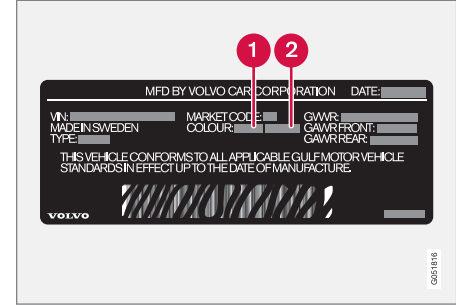 1 2
MFD BY VOLVO CAR CORPORATION DATE:
VIN: MARKET CODE: GVWR:
MADE IN SWEDEN COLOUR: GAWR FRONT:
TYPE: GAWR REAR:
THIS VEHICLE CONFORMS TO ALL APPLICABLE GULF MOTOR VEHICLE
STANDARDS IN EFFECT UP TO THE DATE OF MANUFACTURE.
VOLVO
G051816